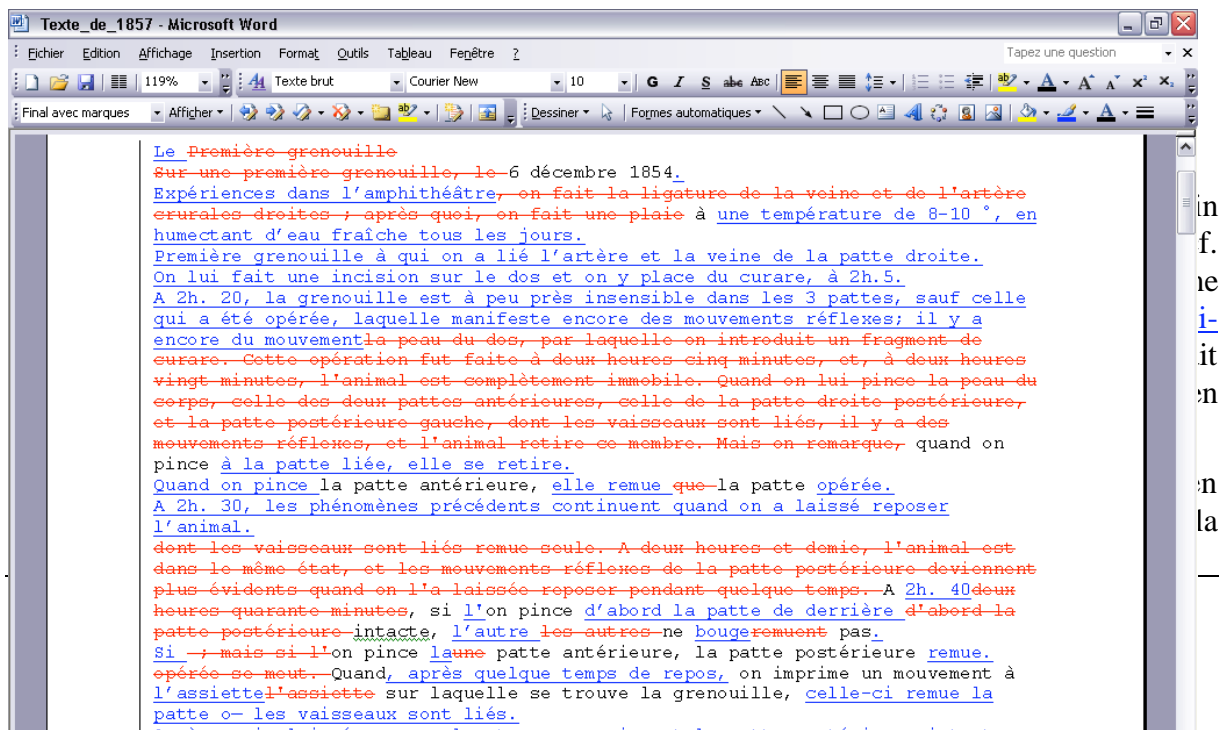 Texte_de_1857 - Microsoft Word
Fichier Edition Affichage Insertion Format Outils Tableau Fenêtre ? Tapez une question
119% Texte brut Courier New 10 G I S abc ABC
Final avec marques Afficher Dessiner Formes automatiques
Le Première grenouille
Sur une première grenouille, le 6 décembre 1854.
Expériences dans l’amphithéâtre, on fait la ligature de la veine et de l'artère
crurales droites ; après quoi, on fait une plaie à une température de 8-10 °, en
humectant d’eau fraîche tous les jours.
Première grenouille à qui on a lié l’artère et la veine de la patte droite.
On lui fait une incision sur le dos et on y place du curare, à 2h.5.
A 2h. 20, la grenouille est à peu près insensible dans les 3 pattes, sauf celle
qui a été opérée, laquelle manifeste encore des mouvements réflexes; il y a
encore du mouvementla peau du dos, par laquelle on introduit un fragment de
curare. Cette opération fut faite à deux heures cinq minutes, et, à deux heures
vingt minutes, l'animal est complètement immobile. Quand on lui pince la peau du
corps, celle des deux pattes antérieures, celle de la patte droite postérieure,
et la patte postérieure gauche, dont les vaisseaux sont liés, il y a des
mouvements réflexes, et l'animal retire ce membre. Mais on remarque, quand on
pince à la patte liée, elle se retire.
Quand on pince la patte antérieure, elle remue que la patte opérée.
A 2h. 30, les phénomènes précédents continuent quand on a laissé reposer
l’animal.
dont les vaisseaux sont liés remue seule. A deux heures et demie, l'animal est
dans le même état, et les mouvements réflexes de la patte postérieure deviennent
plus évidents quand on l'a laissée reposer pendant quelque temps. A 2h. 40deux
heures quarante minutes, si l'on pince d’abord la patte de derrière d'abord la
patte postérieure intacte, l’autre les autres ne bougeremuent pas.
Si ; mais si l'on pince laune patte antérieure, la patte postérieure remue.
opérée se meut. Quand, après quelque temps de repos, on imprime un mouvement à
l’assiettel'assiette sur laquelle se trouve la grenouille, celle-ci remue la
patte o— les vaisseaux sont liés.
in
f.
ne
i-
it
en
en
la